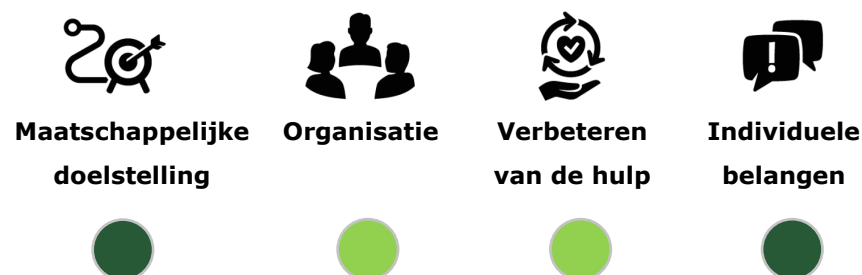 Maatschappelijke doelstelling
Organisatie
Verbeteren van de hulp
Individuele belangen